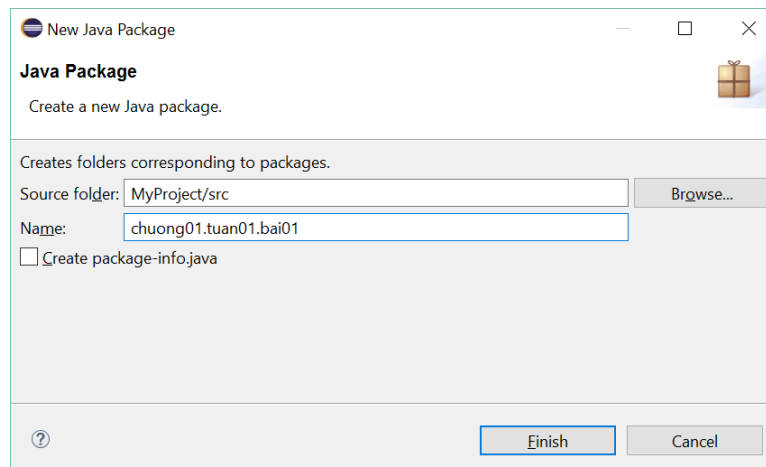 New Java Package
Java Package
Create a new Java package.
Creates folders corresponding to packages.
Source folder: MyProject/src Browse...
Name: chuong01.tuan01.bai01
Create package-info.java
? Finish Cancel